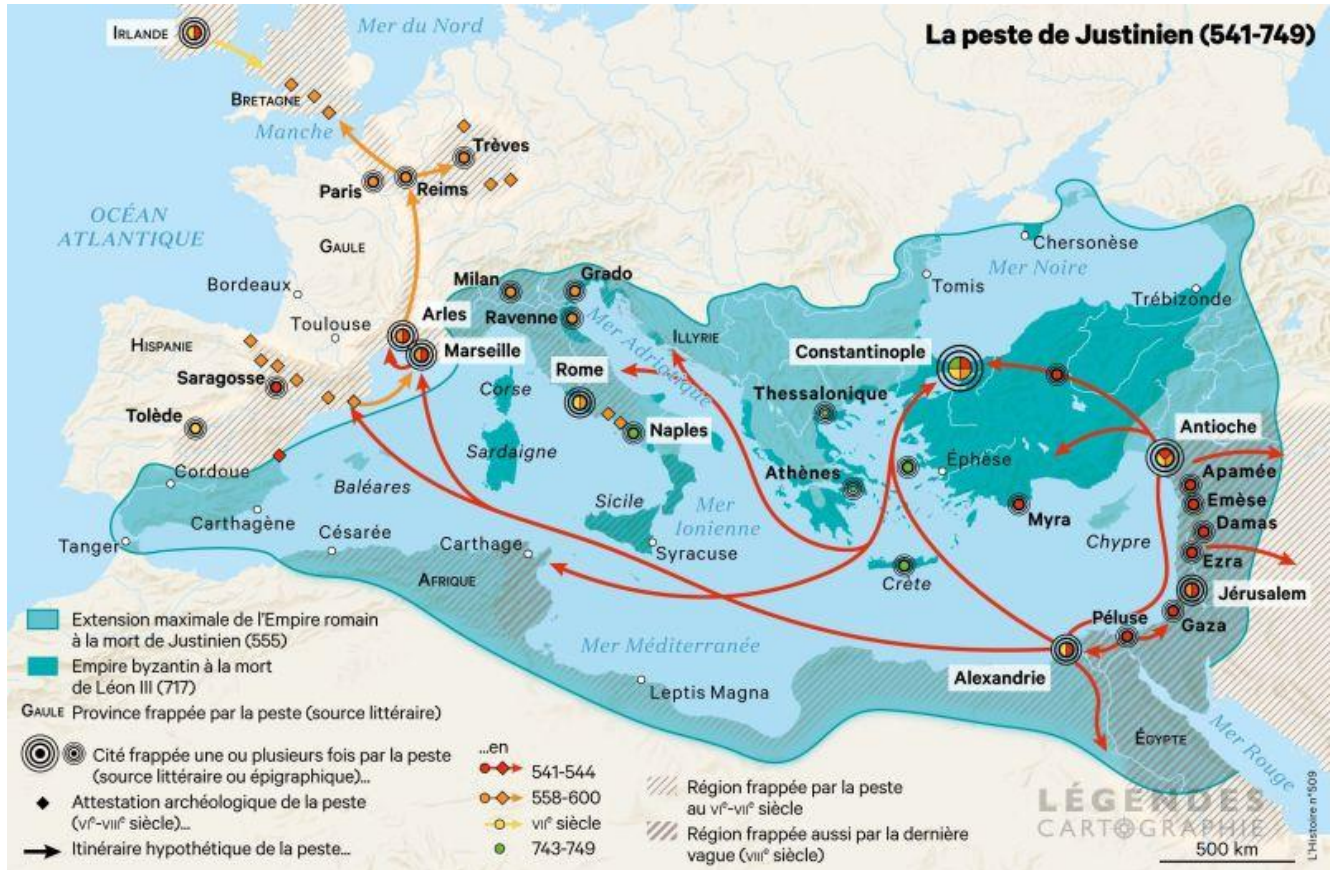 La peste de Justinien (541-749)
IRLANDE
Mer du Nord
BRETAGNE
Manche
Trèves
Paris
Reims
OCÉAN
ATLANTIQUE
GAULE
Chersonèse
Mer Noire
Bordeaux
Milan
Grado
Tomis
Trébizonde
Toulouse
Arles
Ravenne
Mer Adriatique
ILLYRIE
HISPANIE
Marseille
Constantinople
Saragosse
Corse
Rome
Thessalonique
Tolède
Naples
Antioche
Sardaigne
Athènes
Éphèse
Apamée
Cordoue
Baléares
Sicile
Mer
Ionienne
Emèse
Carthagène
Myra
Damas
Chypre
Tanger
Césarée
Carthage
Syracuse
Ezra
Crète
AFRIQUE
Jérusalem
Péluse
Gaza
Mer Méditerranée
Alexandrie
Leptis Magna
ÉGYPTE
Mer Rouge
Extension maximale de l'Empire romain
à la mort de Justinien (555)
Empire byzantin à la mort
de Léon III (717)
GAULE Province frappée par la peste (source littéraire)
Cité frappée une ou plusieurs fois par la peste
(source littéraire ou épigraphique)...
Attestation archéologique de la peste
(VIe-VIIIe siècle)...
Itinéraire hypothétique de la peste...
...en
541-544
558-600
VIIe siècle
743-749
Région frappée par la peste
au VIe-VIIe siècle
Région frappée aussi par la dernière
vague (VIIIe siècle)
LÉGENDES
CARTOGRAPHIE
500 km
L'Histoire n°509